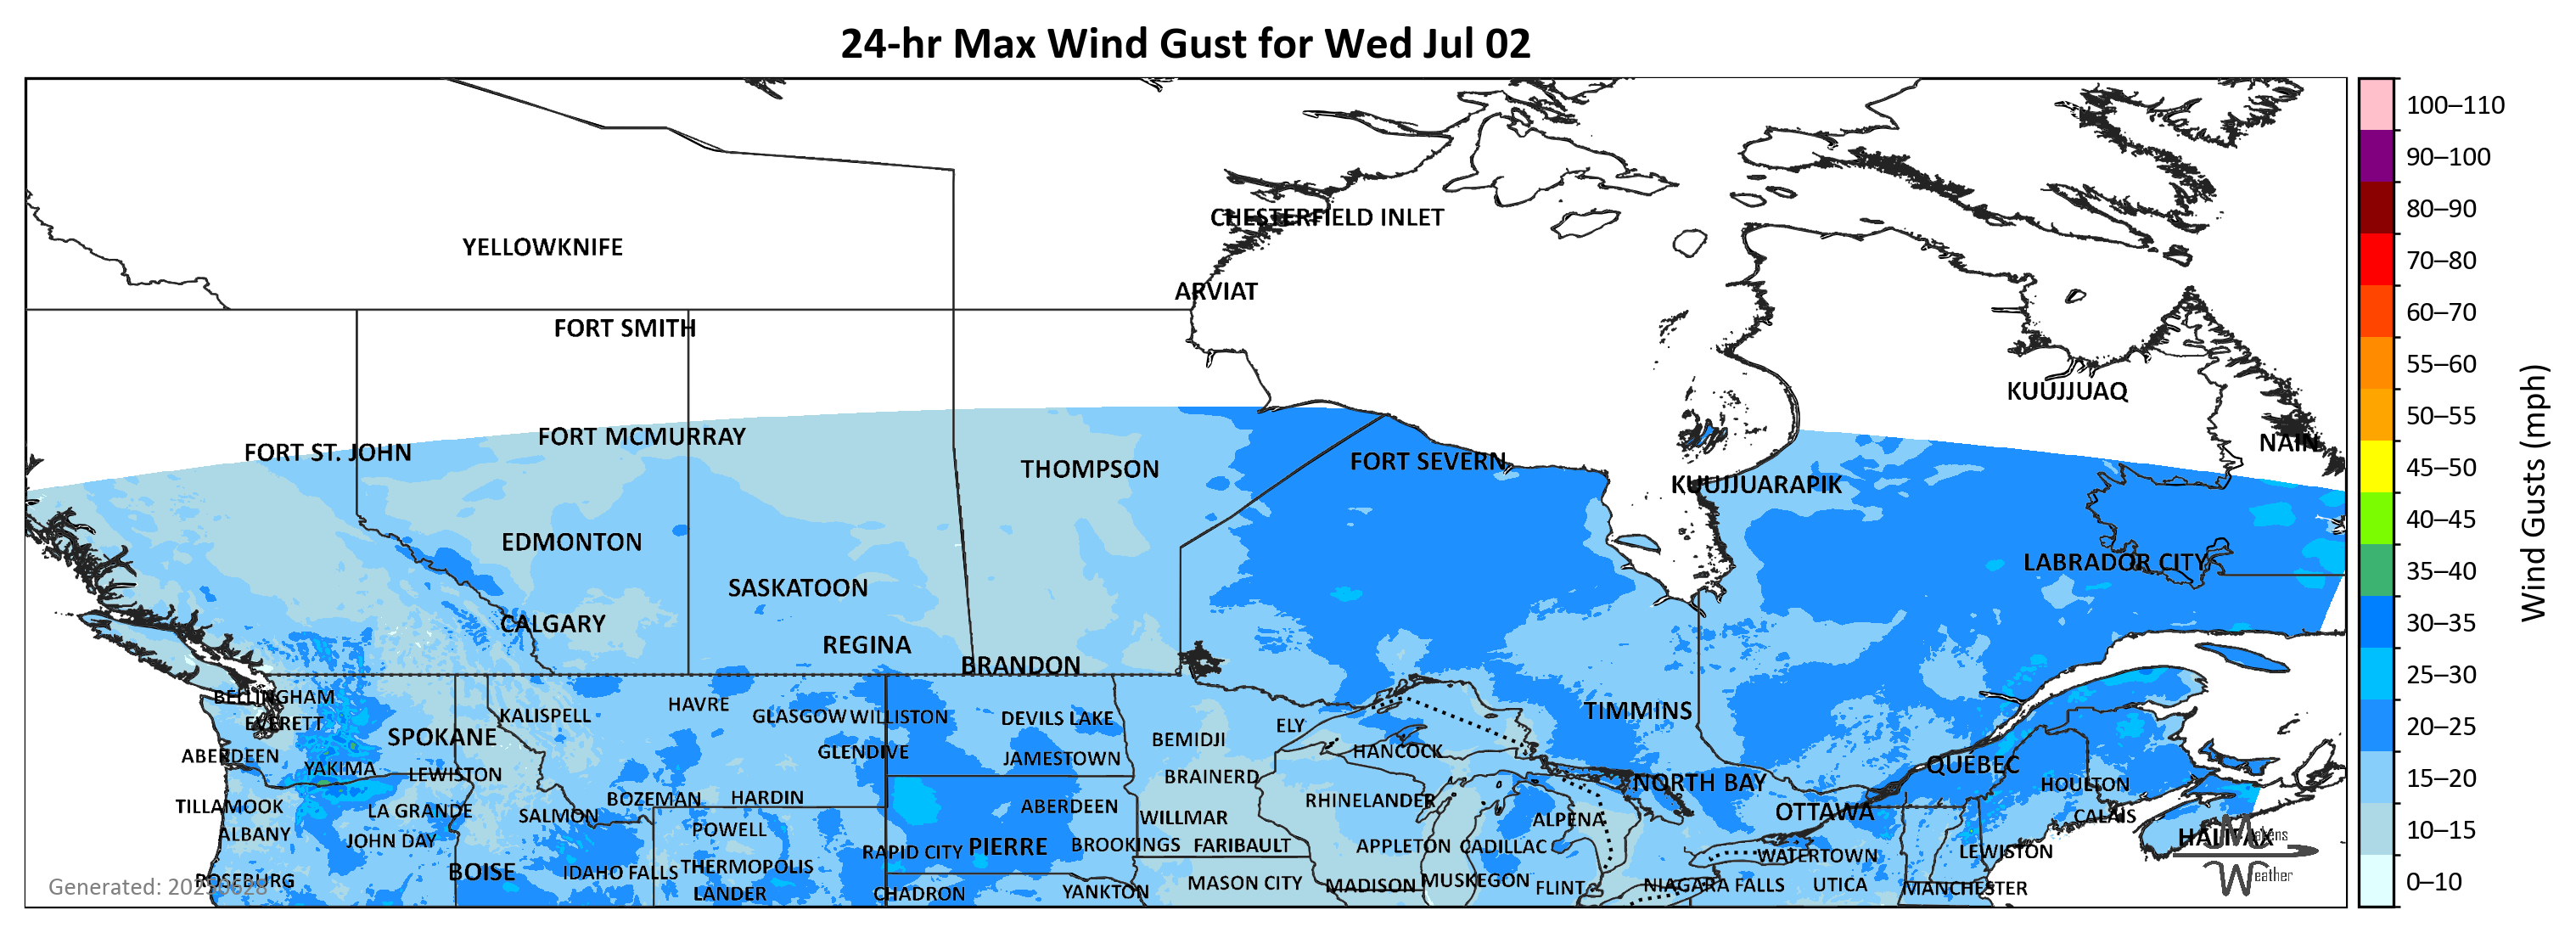 24-hr Max Wind Gust for Wed Jul 02
100–110
90–100
CHESTERFIELD INLET
80–90
YELLOWKNIFE
70–80
ARVIAT
60–70
FORT SMITH
55–60
KUUJJUAQ
50–55
FORT MCMURRAY
NAIN
FORT ST. JOHN
FORT SEVERN
THOMPSON
45–50
KUUJJUARAPIK
40–45
Wind Gusts (mph)
EDMONTON
LABRADOR CITY
35–40
SASKATOON
CALGARY
30–35
REGINA
BRANDON
25–30
BELLINGHAM
HAVRE
KALISPELL
GLASGOW
WILLISTON
DEVILS LAKE
TIMMINS
EVERETT
ELY
20–25
SPOKANE
BEMIDJI
ABERDEEN
GLENDIVE
JAMESTOWN
HANCOCK
QUEBEC
YAKIMA
LEWISTON
BRAINERD
15–20
NORTH BAY
HOULTON
BOZEMAN
HARDIN
RHINELANDER
TILLAMOOK
LA GRANDE
ABERDEEN
SALMON
WILLMAR
OTTAWA
CALAIS
ALPENA
10–15
ALBANY
POWELL
HALIFAX
Makens
JOHN DAY
RAPID CITY
PIERRE
BROOKINGS
FARIBAULT
APPLETON
CADILLAC
WATERTOWN
LEWISTON
BOISE
IDAHO FALLS
THERMOPOLIS
Weather
ROSEBURG
MASON CITY
MADISON
MUSKEGON
0–10
Generated: 20250628
LANDER
CHADRON
YANKTON
FLINT
NIAGARA FALLS
UTICA
MANCHESTER